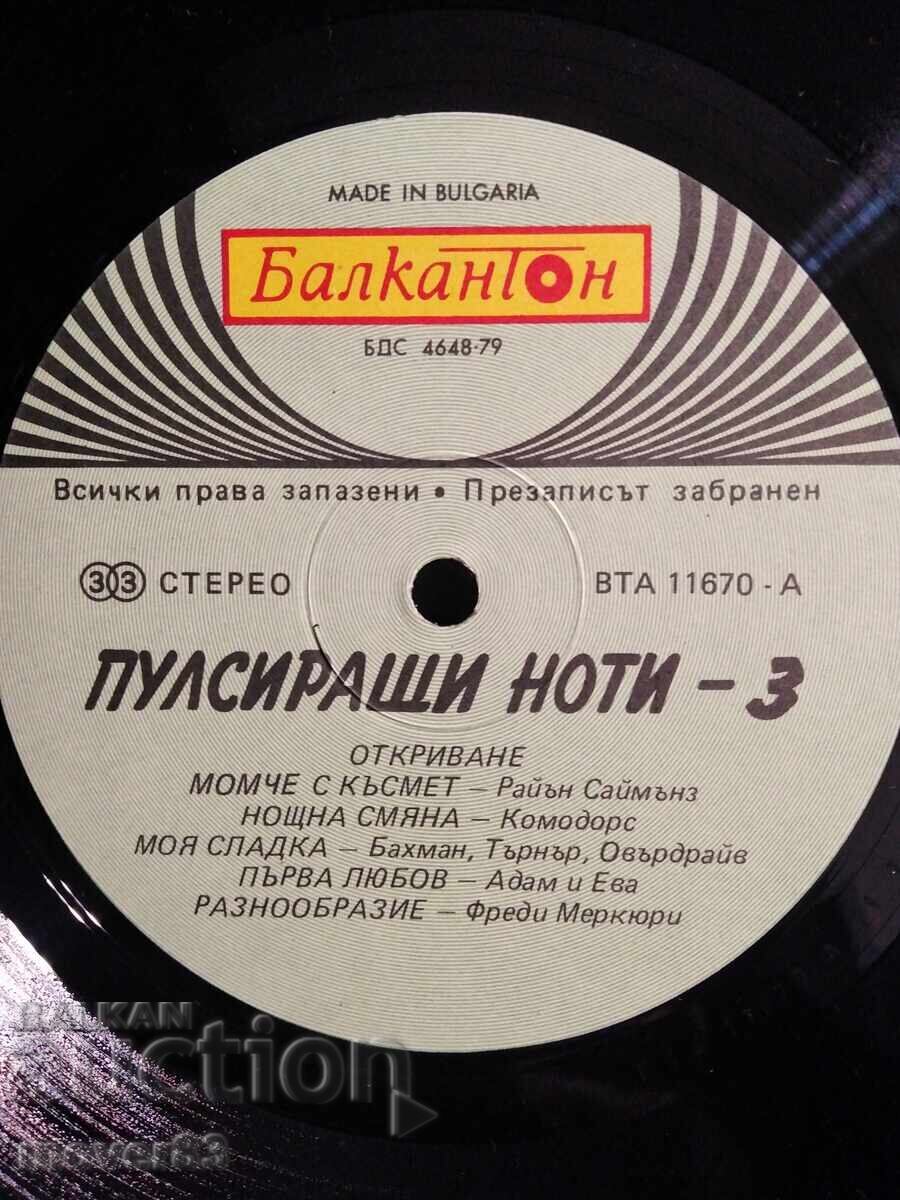 MADE IN BULGARIA
Балкантон
БДС 4648-79
Всички права запазени • Презаписът забранен
33 СТЕРЕО ВТА 11670 - А
ПУЛСИРАЩИ НОТИ - 3
ОТКРИВАНЕ
МОМЧЕ С КЪСМЕТ - Райън Саймънз
НОЩНА СМЯНА - Комодорс
МОЯ СЛАДКА - Бахман, Търнър, Овърдрайв
ПЪРВА ЛЮБОВ - Адам и Ева
РАЗНООБРАЗИЕ - Фреди Меркюри
BALKAN
auction
mover63